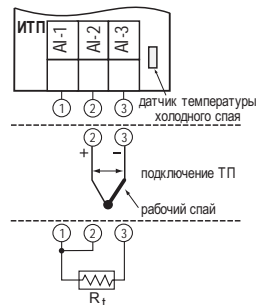 ИТП
AI-1 AI-2 AI-3
1 2 3
датчик температуры
холодного спая
2 3
+ −
подключение ТП
рабочий спай
1 2 3
Rt